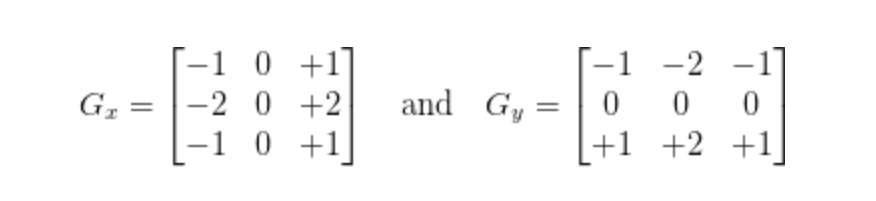 −1 0 +1 −1 −2 −1
Gₓ = −2 0 +2 and Gᵧ = 0 0 0
−1 0 +1 +1 +2 +1